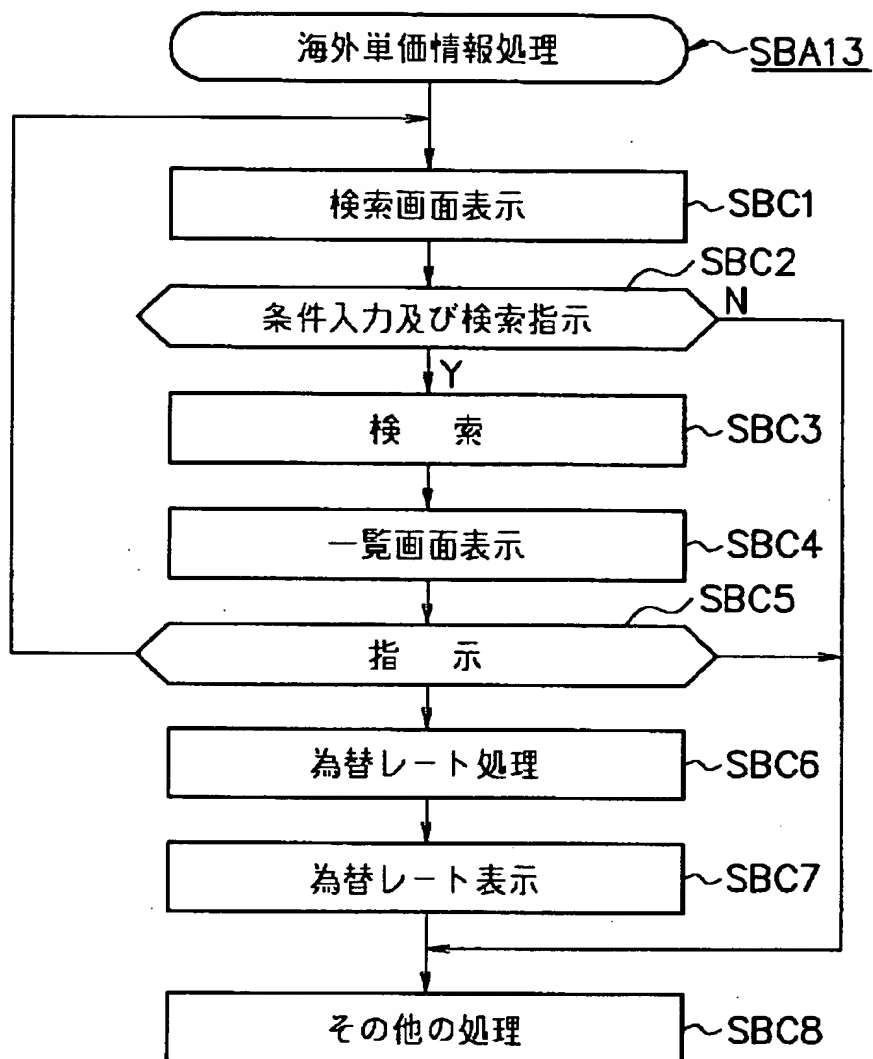 海外単価情報処理
SBA13
検索画面表示
SBC1
SBC2
条件入力及び検索指示
N
Y
検 索
SBC3
一覧画面表示
SBC4
SBC5
指 示
為替レート処理
SBC6
為替レート表示
SBC7
その他の処理
SBC8